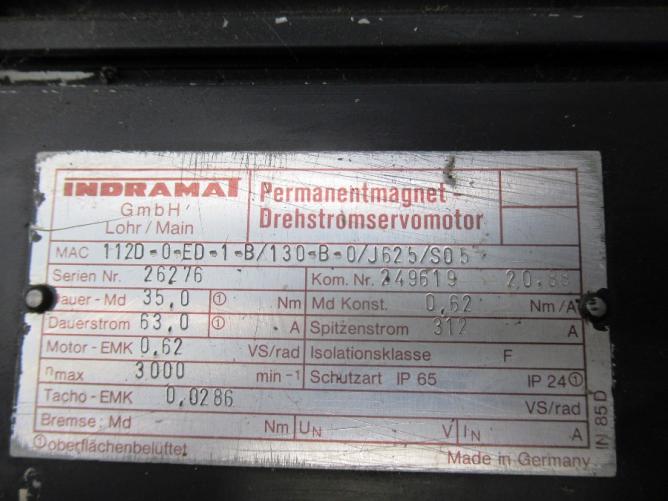 INDRAMAT
GmbH
Lohr/Main
Permanentmagnet-
Drehstromservomotor
MAC 112D-0-ED-1-B/130-B-0/J625/S05
Serien Nr. 26276 Kom. Nr. 249619 20.88
Dauer-Md 35,0 ① Nm Md Konst. 0,62 Nm/A
Dauerstrom 63,0 ① A Spitzenstrom 312 A
Motor-EMK 0,62 VS/rad Isolationsklasse F
nmax 3000 min-1 Schutzart IP 65 IP 24①
Tacho-EMK 0,0286 VS/rad
Bremse: Md Nm UN V IN A
①oberflächenbelüftet Made in Germany
IN 85 D